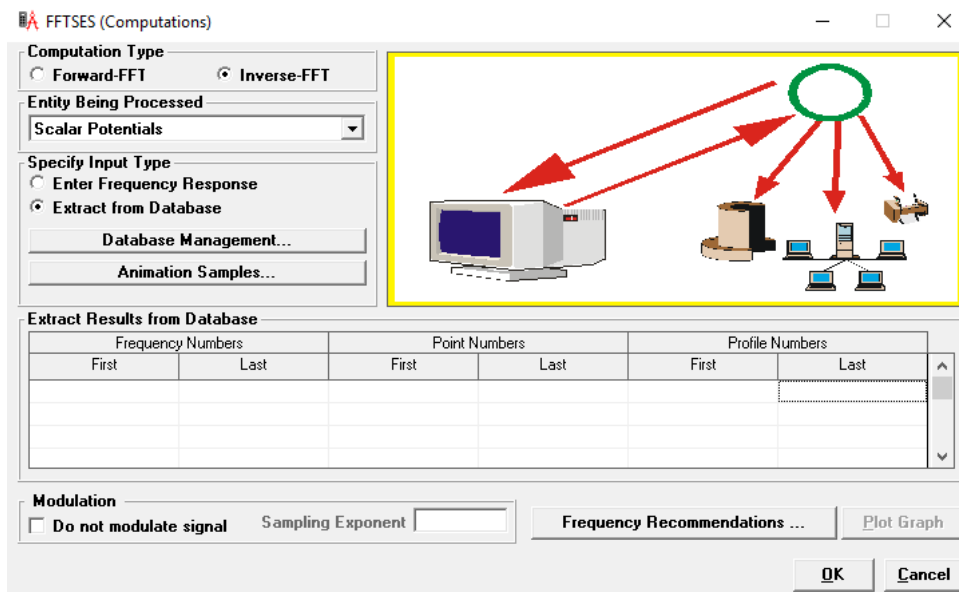 FFTSES (Computations)
Computation Type
Forward-FFT Inverse-FFT
Entity Being Processed
Scalar Potentials
Specify Input Type
Enter Frequency Response
Extract from Database
Database Management...
Animation Samples...
Extract Results from Database
Frequency Numbers Point Numbers Profile Numbers
First Last First Last First Last
Modulation
Do not modulate signal Sampling Exponent Frequency Recommendations ... Plot Graph
OK Cancel